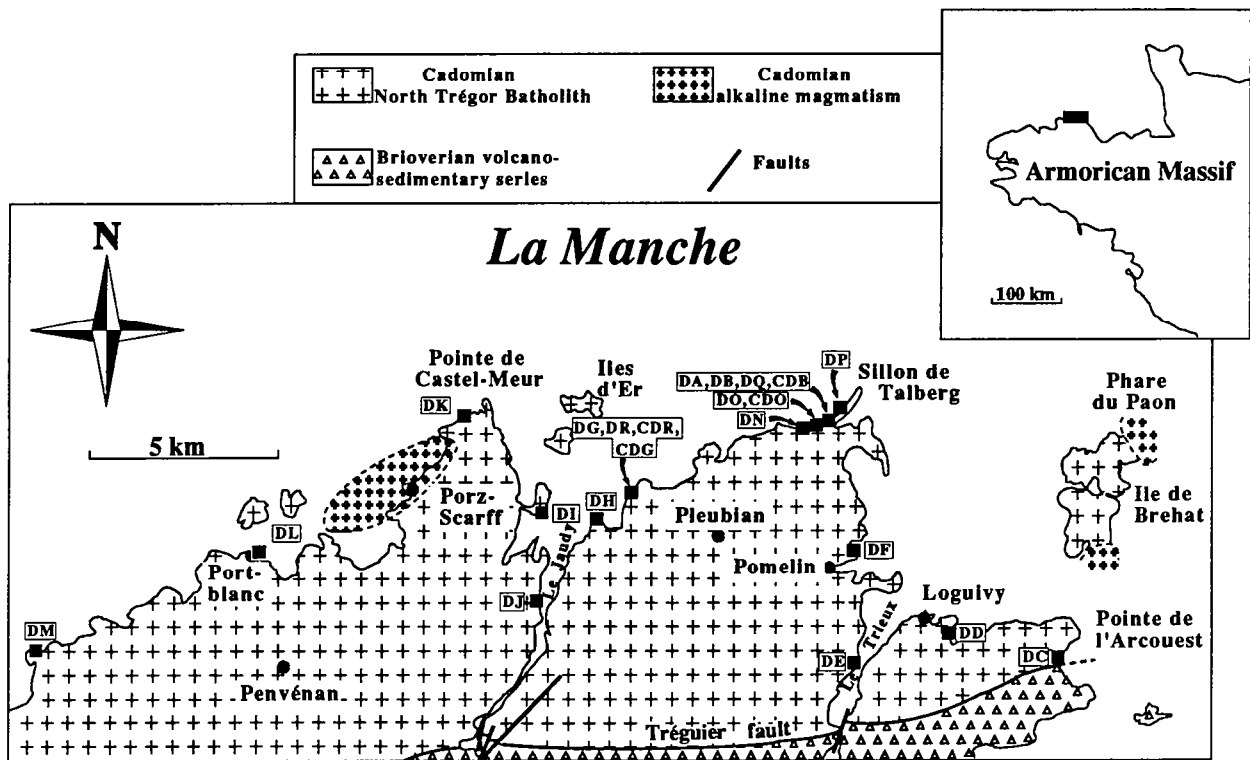 Cadomian
North Trégor Batholith
Cadomian
alkaline magmatism
Brioverian volcano-
sedimentary series
Faults
Armorican Massif
100 km
N
La Manche
5 km
Pointe de
Castel-Meur
Iles
d'Er
DP
Sillon de
Talberg
DA,DB,DQ,CDB
DO,CDO
DN
DK
DG,DR,CDR,
CDG
Phare
du Paon
Ile de
Brehat
Porz-
Scarff
DI
DH
Pleubian
DL
Port-
blanc
Le Jaudy
DF
Pomelin
DJ
Loguivy
DD
Pointe de
l'Arcouest
DM
Penvénan
DE
Le Trieux
DC
Tréguier fault